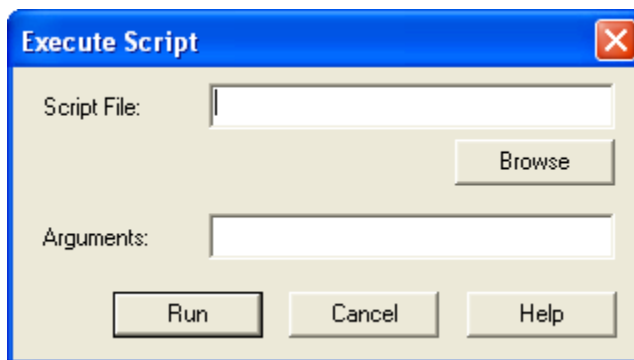 Execute Script
Script File:
Browse
Arguments:
Run Cancel Help